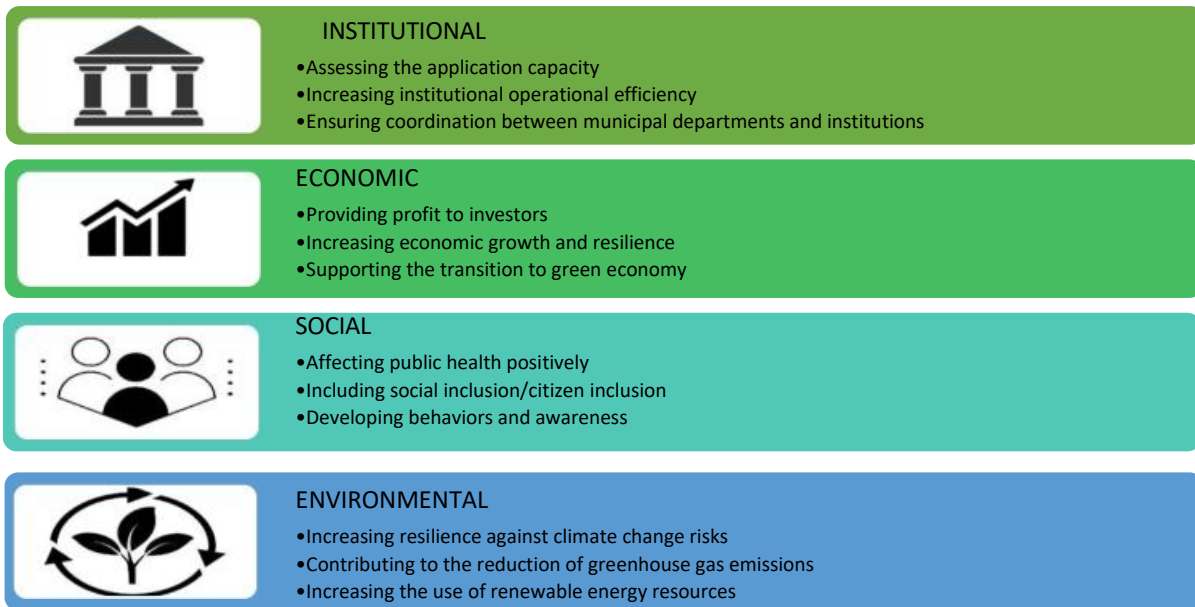 INSTITUTIONAL
•Assessing the application capacity
•Increasing institutional operational efficiency
•Ensuring coordination between municipal departments and institutions
ECONOMIC
•Providing profit to investors
•Increasing economic growth and resilience
•Supporting the transition to green economy
SOCIAL
•Affecting public health positively
•Including social inclusion/citizen inclusion
•Developing behaviors and awareness
ENVIRONMENTAL
•Increasing resilience against climate change risks
•Contributing to the reduction of greenhouse gas emissions
•Increasing the use of renewable energy resources